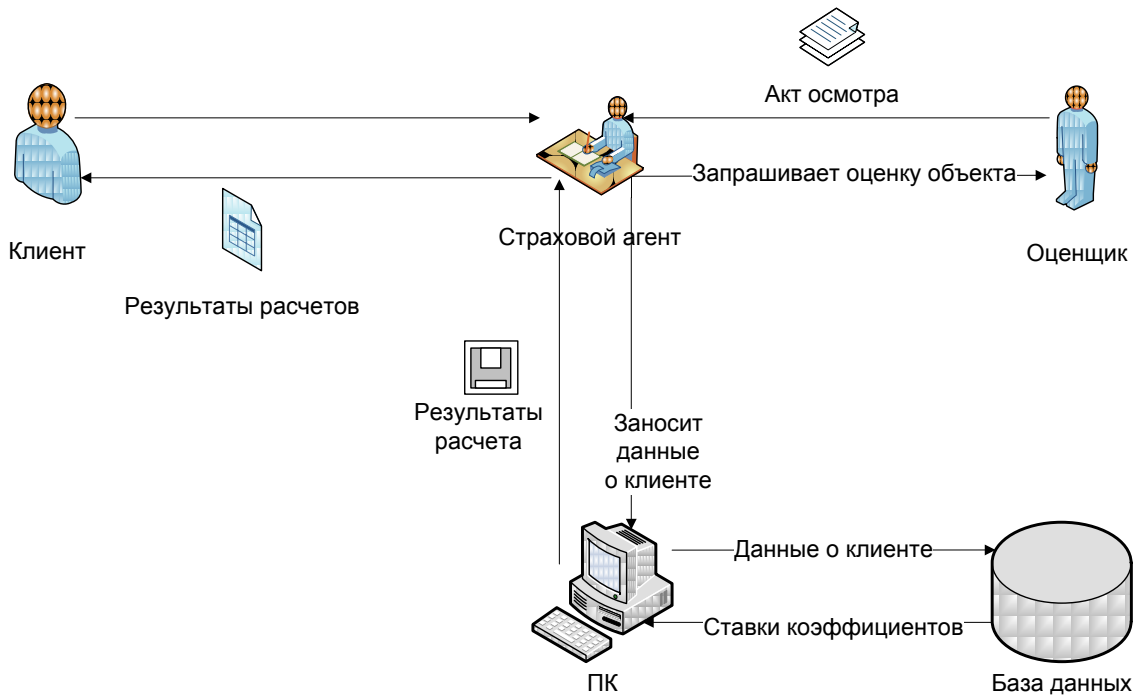 Акт осмотра
Запрашивает оценку объекта
Клиент
Страховой агент
Оценщик
Результаты расчетов
Результаты
расчета
Заносит
данные
о клиенте
Данные о клиенте
Ставки коэффициентов
ПК
База данных